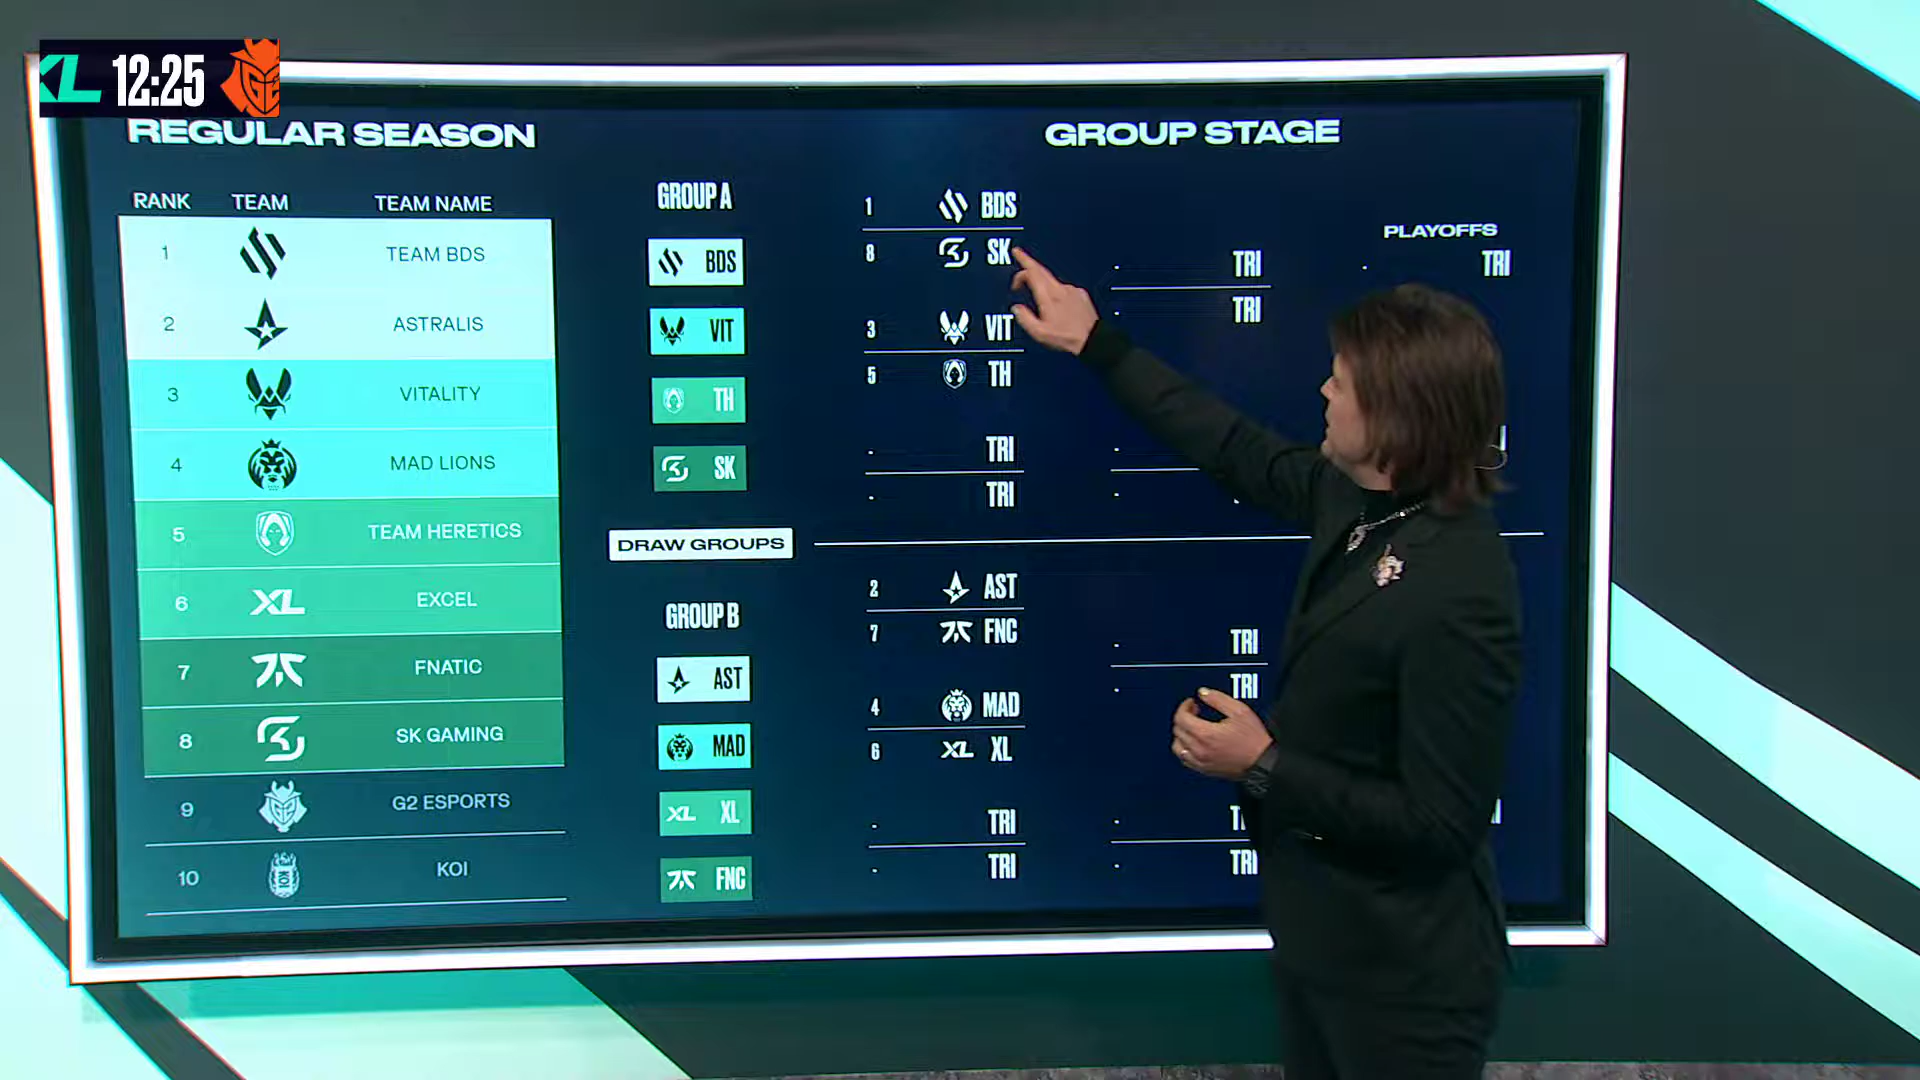 XL 12:25 G2
REGULAR SEASON
RANK TEAM TEAM NAME
1 TEAM BDS
2 ASTRALIS
3 VITALITY
4 MAD LIONS
5 TEAM HERETICS
6 XL EXCEL
7 FNATIC
8 SK GAMING
9 G2 ESPORTS
10 KOI KOI
GROUP A
BDS
VIT
TH
SK
DRAW GROUPS
GROUP B
AST
MAD
XL XL
FNC
GROUP STAGE
1 BDS
8 SK
3 VIT
5 TH
- TRI
- TRI
2 AST
7 FNC
4 MAD
6 XL XL
- TRI
- TRI
- TRI
- TRI
-
-
- TRI
- TRI
-
- TRI
PLAYOFFS
- TRI